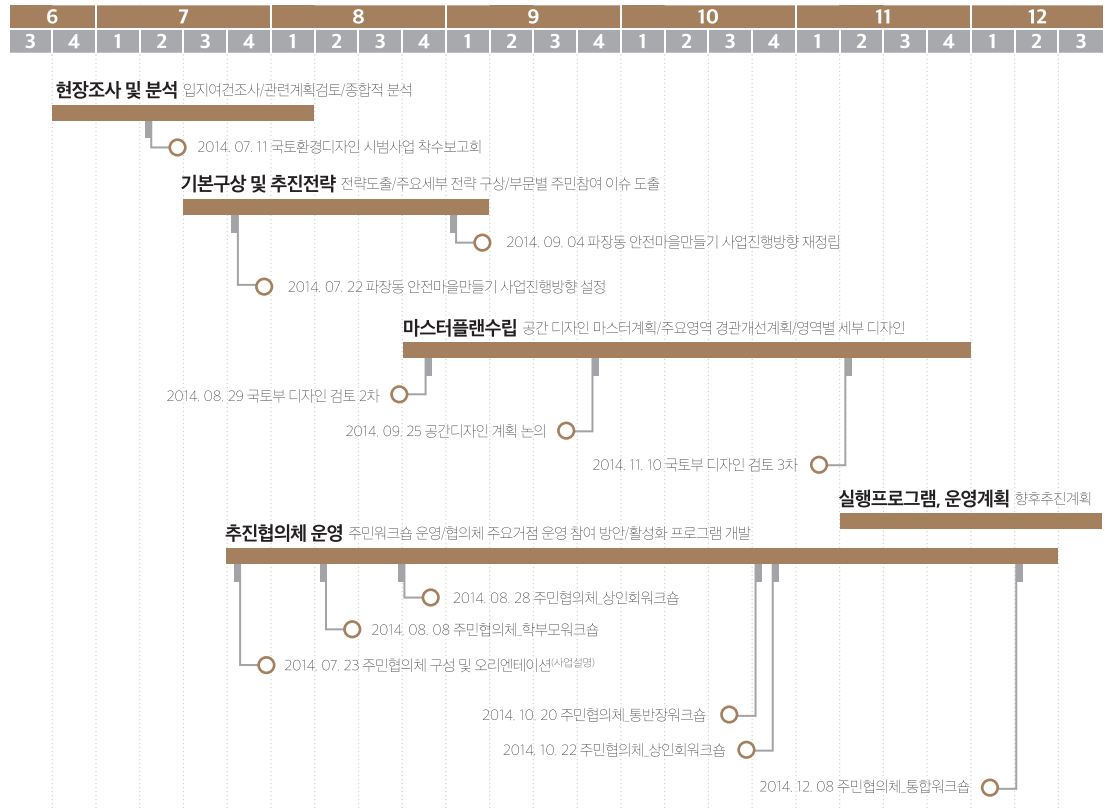 6 7 8 9 10 11 12
3 4 1 2 3 4 1 2 3 4 1 2 3 4 1 2 3 4 1 2 3 4 1 2 3
현장조사 및 분석 입지여건조사/관련계획검토/종합적 분석
2014. 07. 11 국토환경디자인 시범사업 착수보고회
기본구상 및 추진전략 전략도출/주요세부 전략 구상/부문별 주민참여 이슈 도출
2014. 09. 04 파장동 안전마을만들기 사업진행방향 재정립
2014. 07. 22 파장동 안전마을만들기 사업진행방향 설정
마스터플랜수립 공간 디자인 마스터계획/주요영역 경관개선계획/영역별 세부 디자인
2014. 08. 29 국토부 디자인 검토 2차
2014. 09. 25 공간디자인 계획 논의
2014. 11. 10 국토부 디자인 검토 3차
실행프로그램, 운영계획 향후추진계획
추진협의체 운영 주민워크숍 운영/협의체 주요거점 운영 참여 방안/활성화 프로그램 개발
2014. 08. 28 주민협의체_상인회워크숍
2014. 08. 08 주민협의체_학부모워크숍
2014. 07. 23 주민협의체 구성 및 오리엔테이션(사업설명)
2014. 10. 20 주민협의체_통반장워크숍
2014. 10. 22 주민협의체_상인회워크숍
2014. 12. 08 주민협의체_통합워크숍